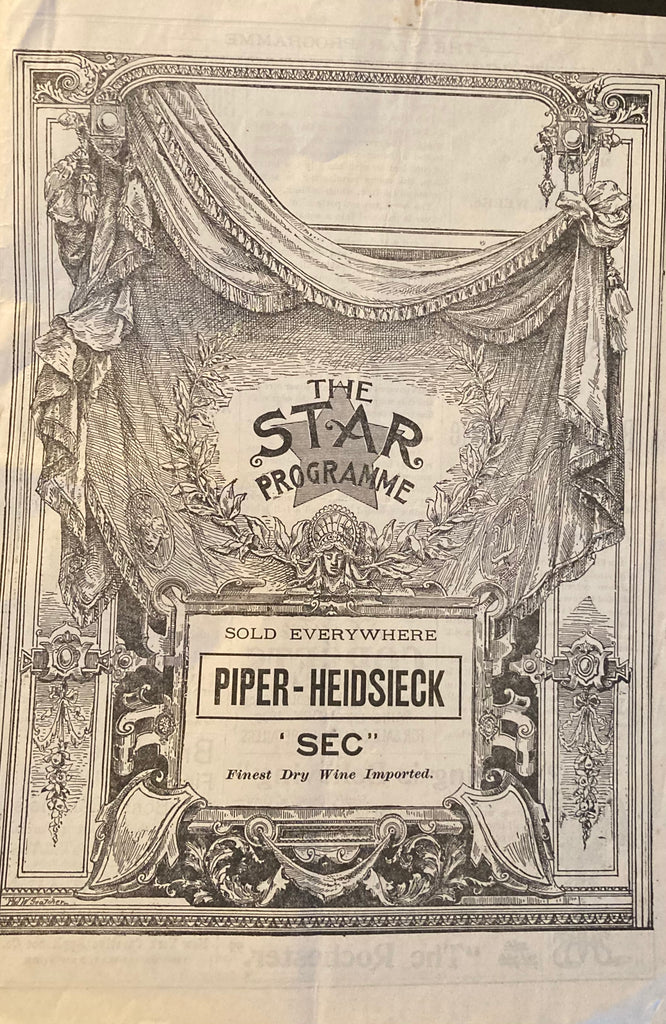 THE
STAR
PROGRAMME
SOLD EVERYWHERE
PIPER-HEIDSIECK
‘ SEC”
Finest Dry Wine Imported.